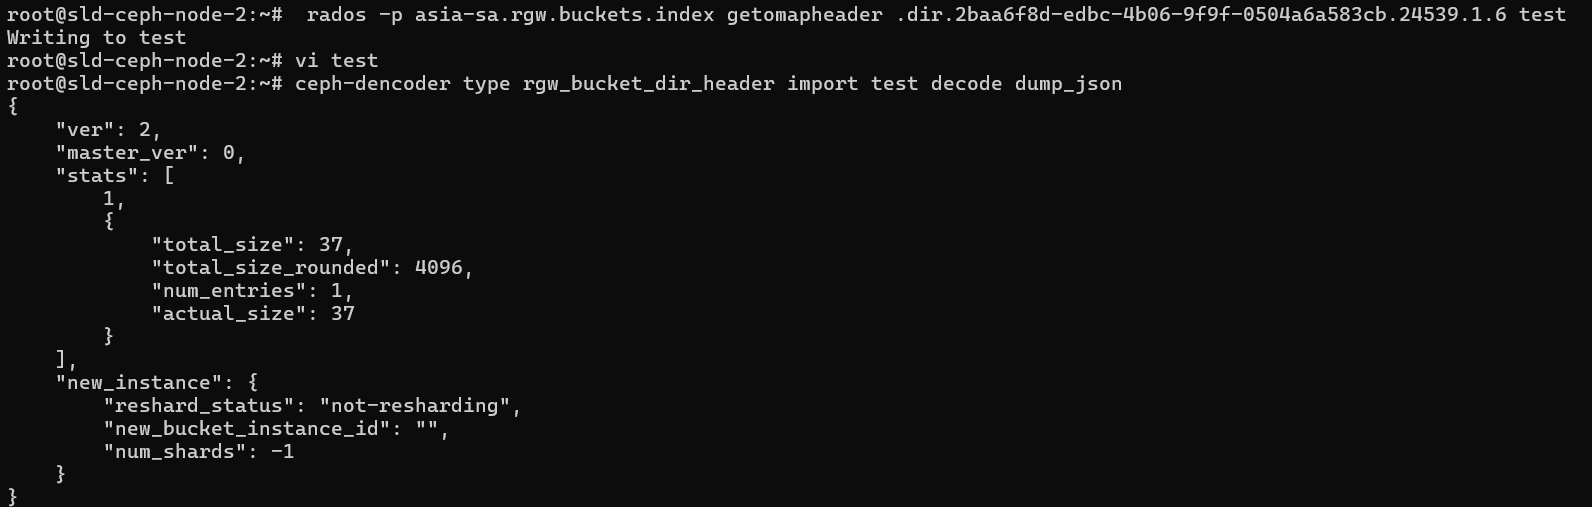 root@sld-ceph-node-2:~#  rados -p asia-sa.rgw.buckets.index getomapheader .dir.2baa6f8d-edbc-4b06-9f9f-0504a6a583cb.24539.1.6 test
Writing to test
root@sld-ceph-node-2:~# vi test
root@sld-ceph-node-2:~# ceph-dencoder type rgw_bucket_dir_header import test decode dump_json
{
    "ver": 2,
    "master_ver": 0,
    "stats": [
        1,
        {
            "total_size": 37,
            "total_size_rounded": 4096,
            "num_entries": 1,
            "actual_size": 37
        }
    ],
    "new_instance": {
        "reshard_status": "not-resharding",
        "new_bucket_instance_id": "",
        "num_shards": -1
    }
}